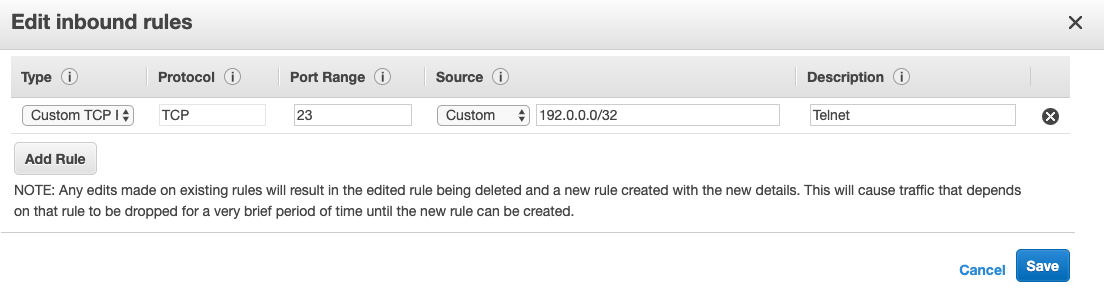 Edit inbound rules
Type Protocol Port Range Source Description
Custom TCP TCP 23 Custom 192.0.0.0/32 Telnet
Add Rule
NOTE: Any edits made on existing rules will result in the edited rule being deleted and a new rule created with the new details. This will cause traffic that depends
on that rule to be dropped for a very brief period of time until the new rule can be created.
Cancel Save